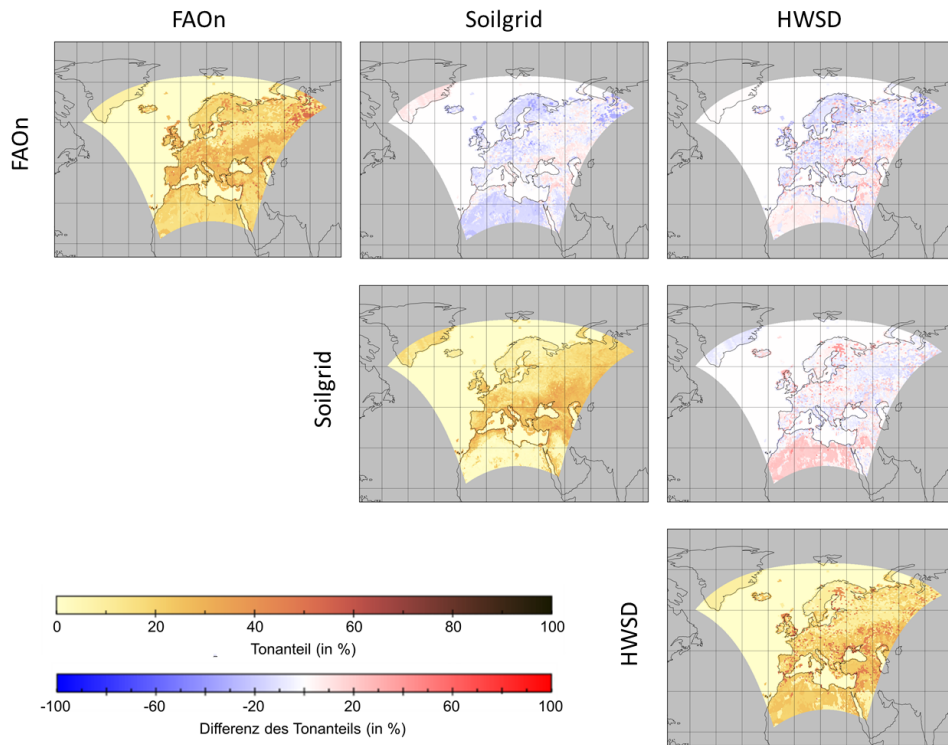 FAOn
Soilgrid
HWSD
FAOn
Soilgrid
HWSD
0 20 40 60 80 100
Tonanteil (in %)
-100 -60 -20 20 60 100
Differenz des Tonanteils (in %)